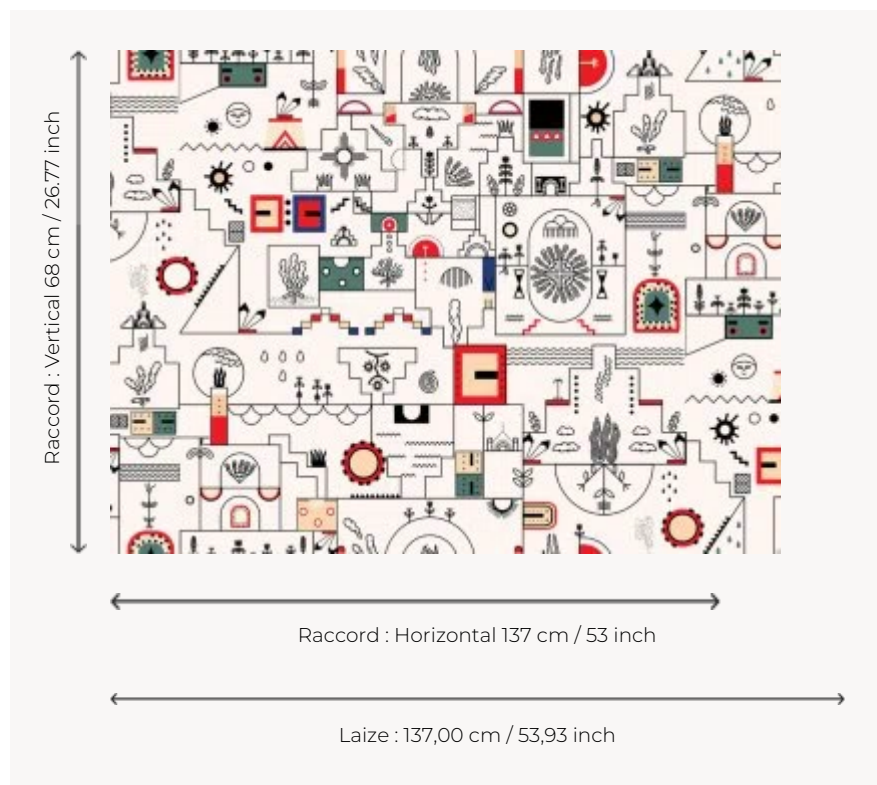 Raccord : Vertical 68 cm / 26.77 inch
Raccord : Horizontal 137 cm / 53 inch
Laize : 137,00 cm / 53,93 inch